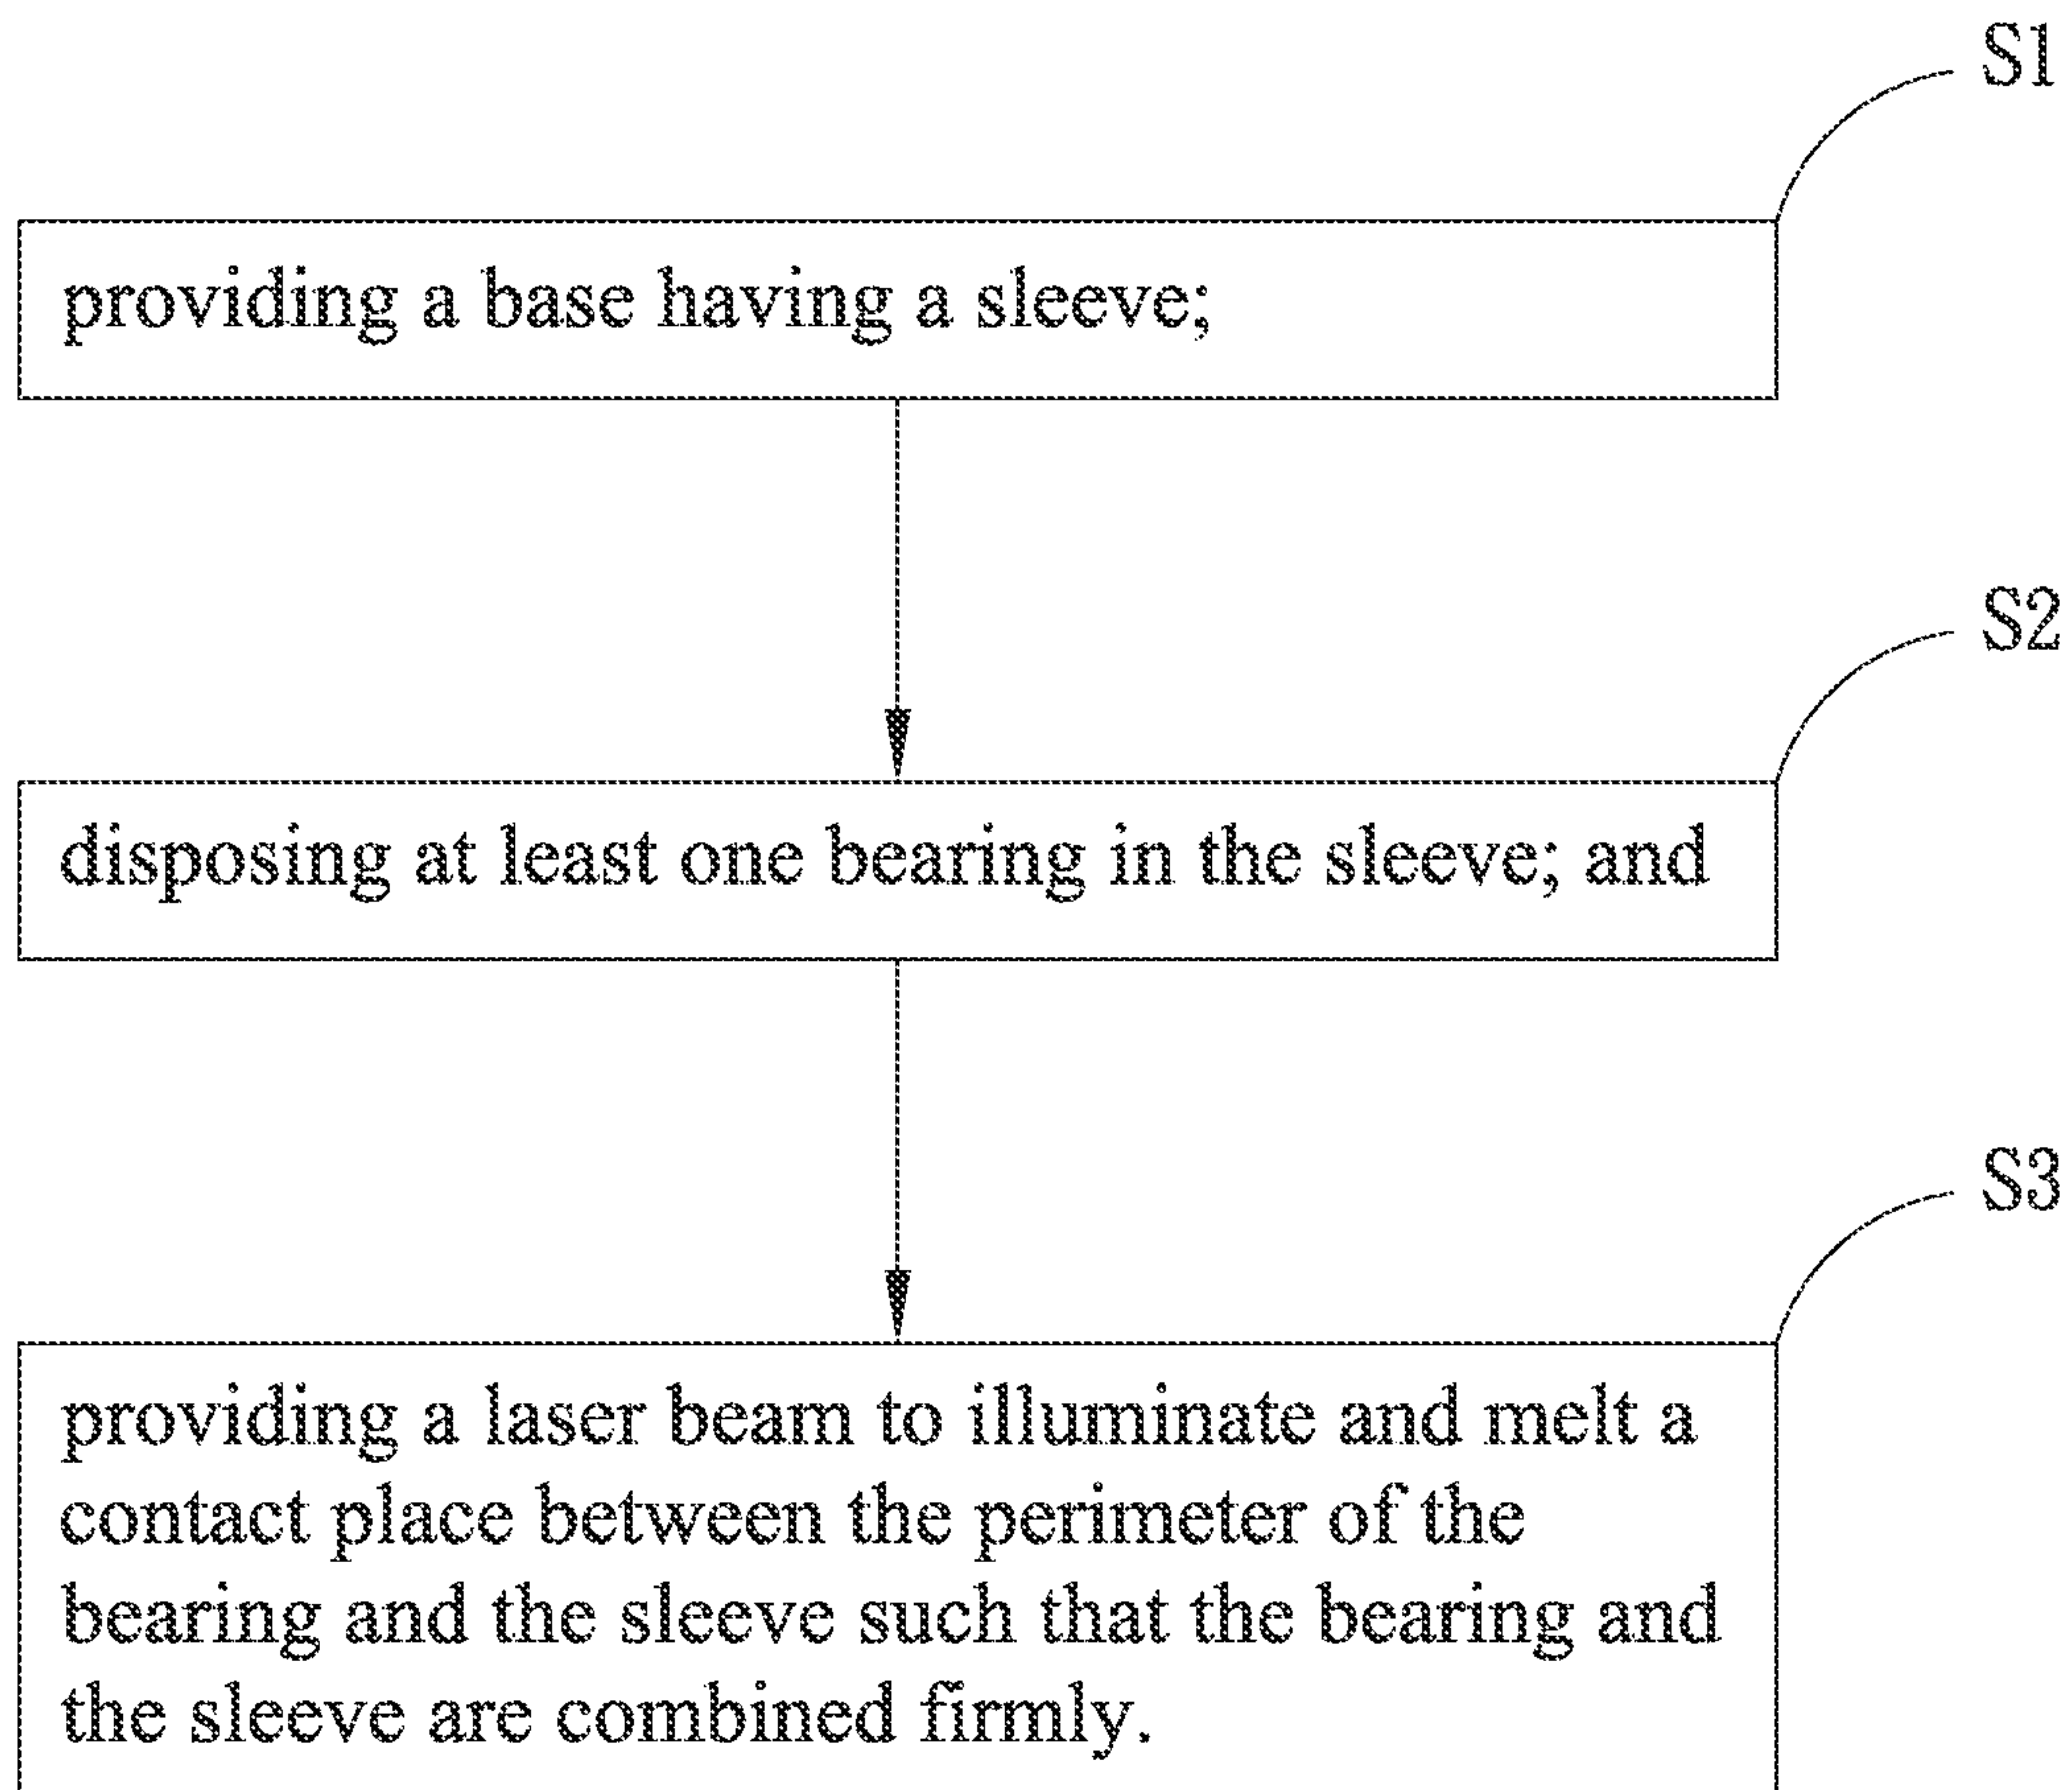 S1
providing a base having a sleeve;
S2
disposing at least one bearing in the sleeve; and
S3
providing a laser beam to illuminate and melt a
contact place between the perimeter of the
bearing and the sleeve such that the bearing and
the sleeve are combined firmly.